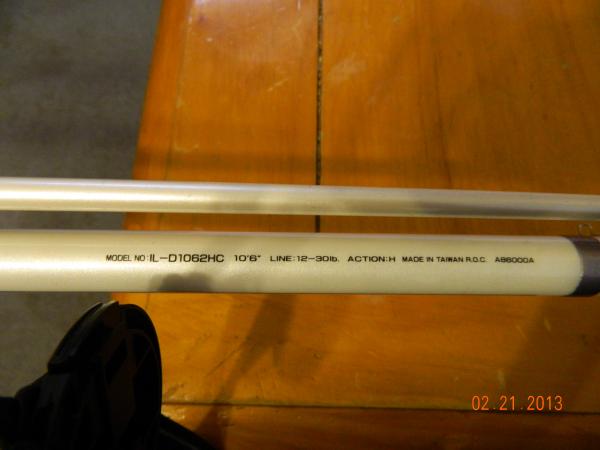 MODEL NO:IL-D1062HC 10'6" LINE:12-30lb. ACTION:H MADE IN TAIWAN R.O.C. A86000A
02.21.2013